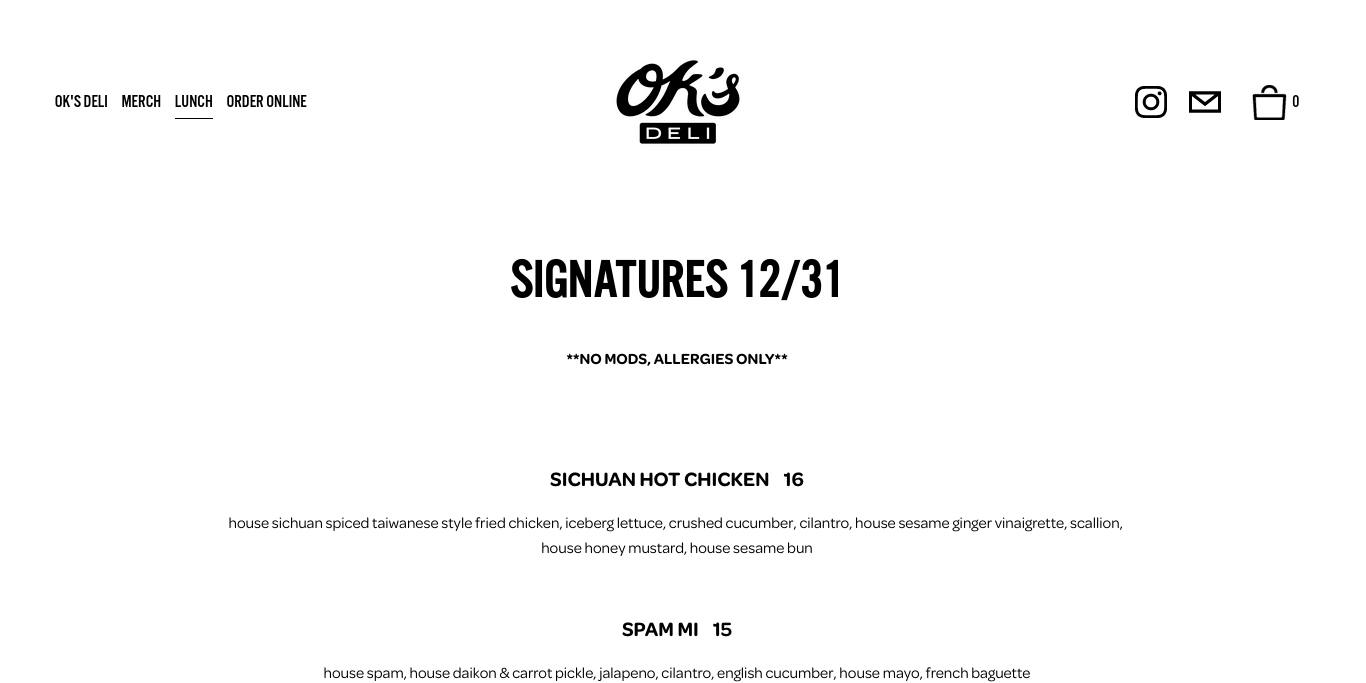 OK'S DELI MERCH LUNCH ORDER ONLINE
Ok's
DELI
0
SIGNATURES 12/31
**NO MODS, ALLERGIES ONLY**
SICHUAN HOT CHICKEN 16
house sichuan spiced taiwanese style fried chicken, iceberg lettuce, crushed cucumber, cilantro, house sesame ginger vinaigrette, scallion,
house honey mustard, house sesame bun
SPAM MI 15
house spam, house daikon & carrot pickle, jalapeno, cilantro, english cucumber, house mayo, french baguette